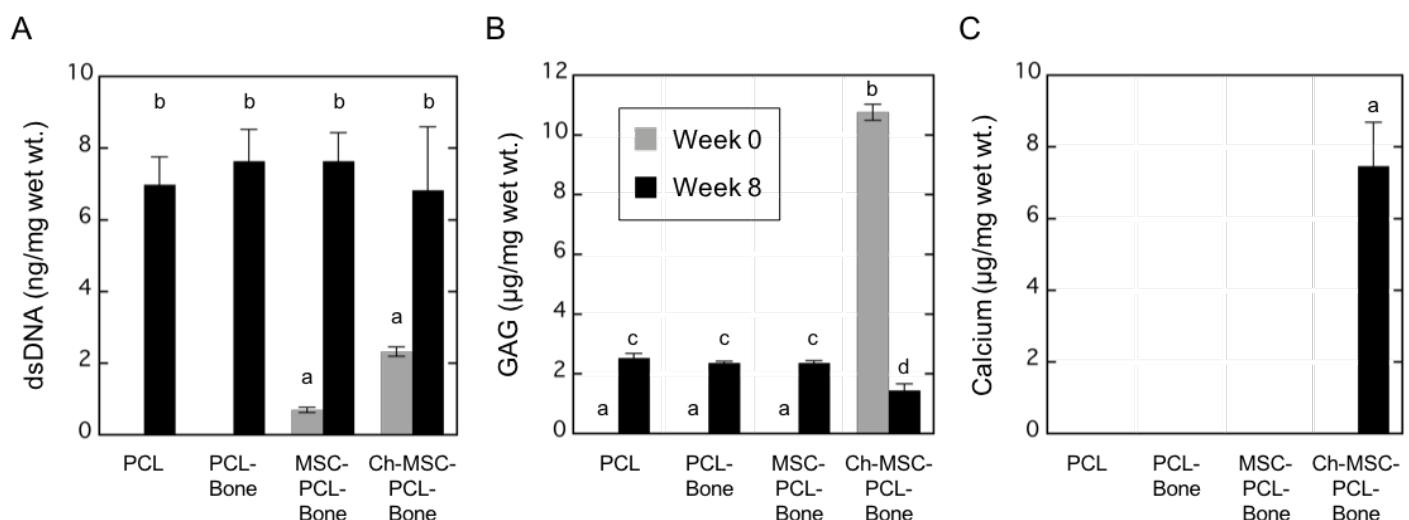 A
dsDNA (ng/mg wet wt.)
10
8
6
4
2
0
b
b
b
b
a
a
PCL
PCL-
Bone
MSC-
PCL-
Bone
Ch-MSC-
PCL-
Bone
B
GAG (µg/mg wet wt.)
12
10
8
6
4
2
0
Week 0
Week 8
b
c
c
c
d
a
a
a
PCL
PCL-
Bone
MSC-
PCL-
Bone
Ch-MSC-
PCL-
Bone
C
Calcium (µg/mg wet wt.)
10
8
6
4
2
0
a
PCL
PCL-
Bone
MSC-
PCL-
Bone
Ch-MSC-
PCL-
Bone